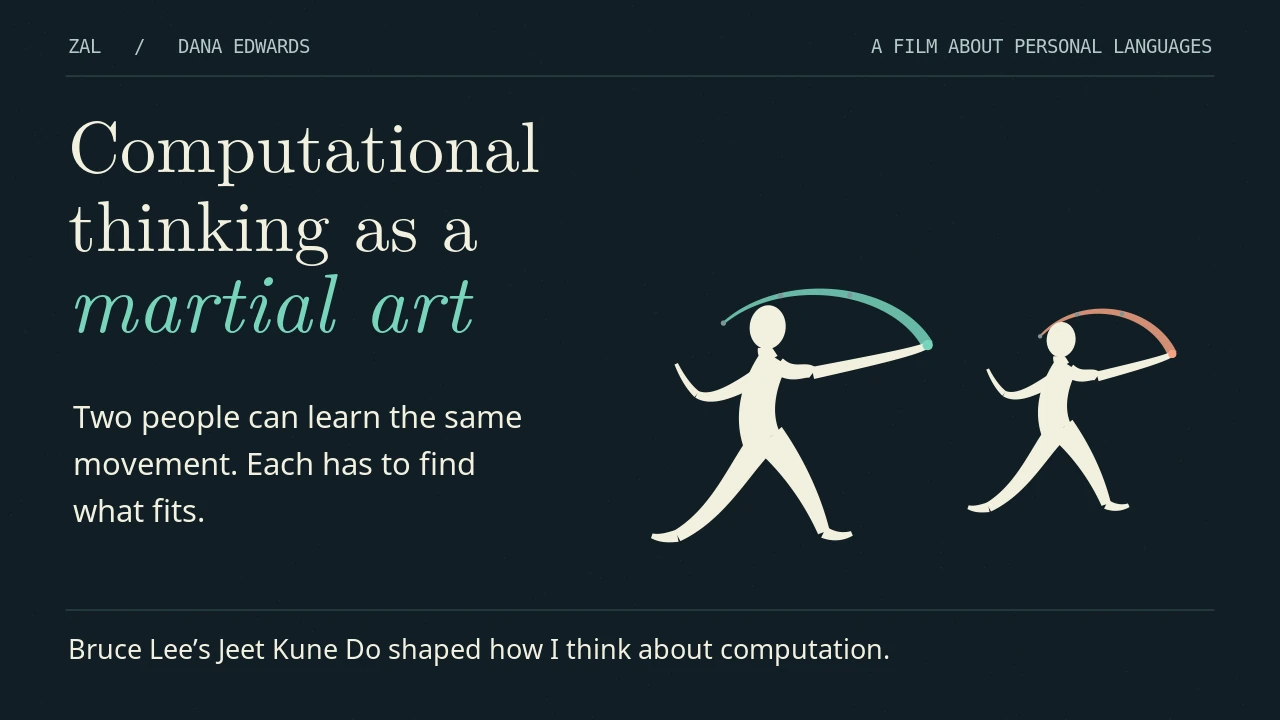 ZAL / DANA EDWARDS
A FILM ABOUT PERSONAL LANGUAGES
Computational
thinking as a
martial art
Two people can learn the same
movement. Each has to find
what fits.
Bruce Lee’s Jeet Kune Do shaped how I think about computation.